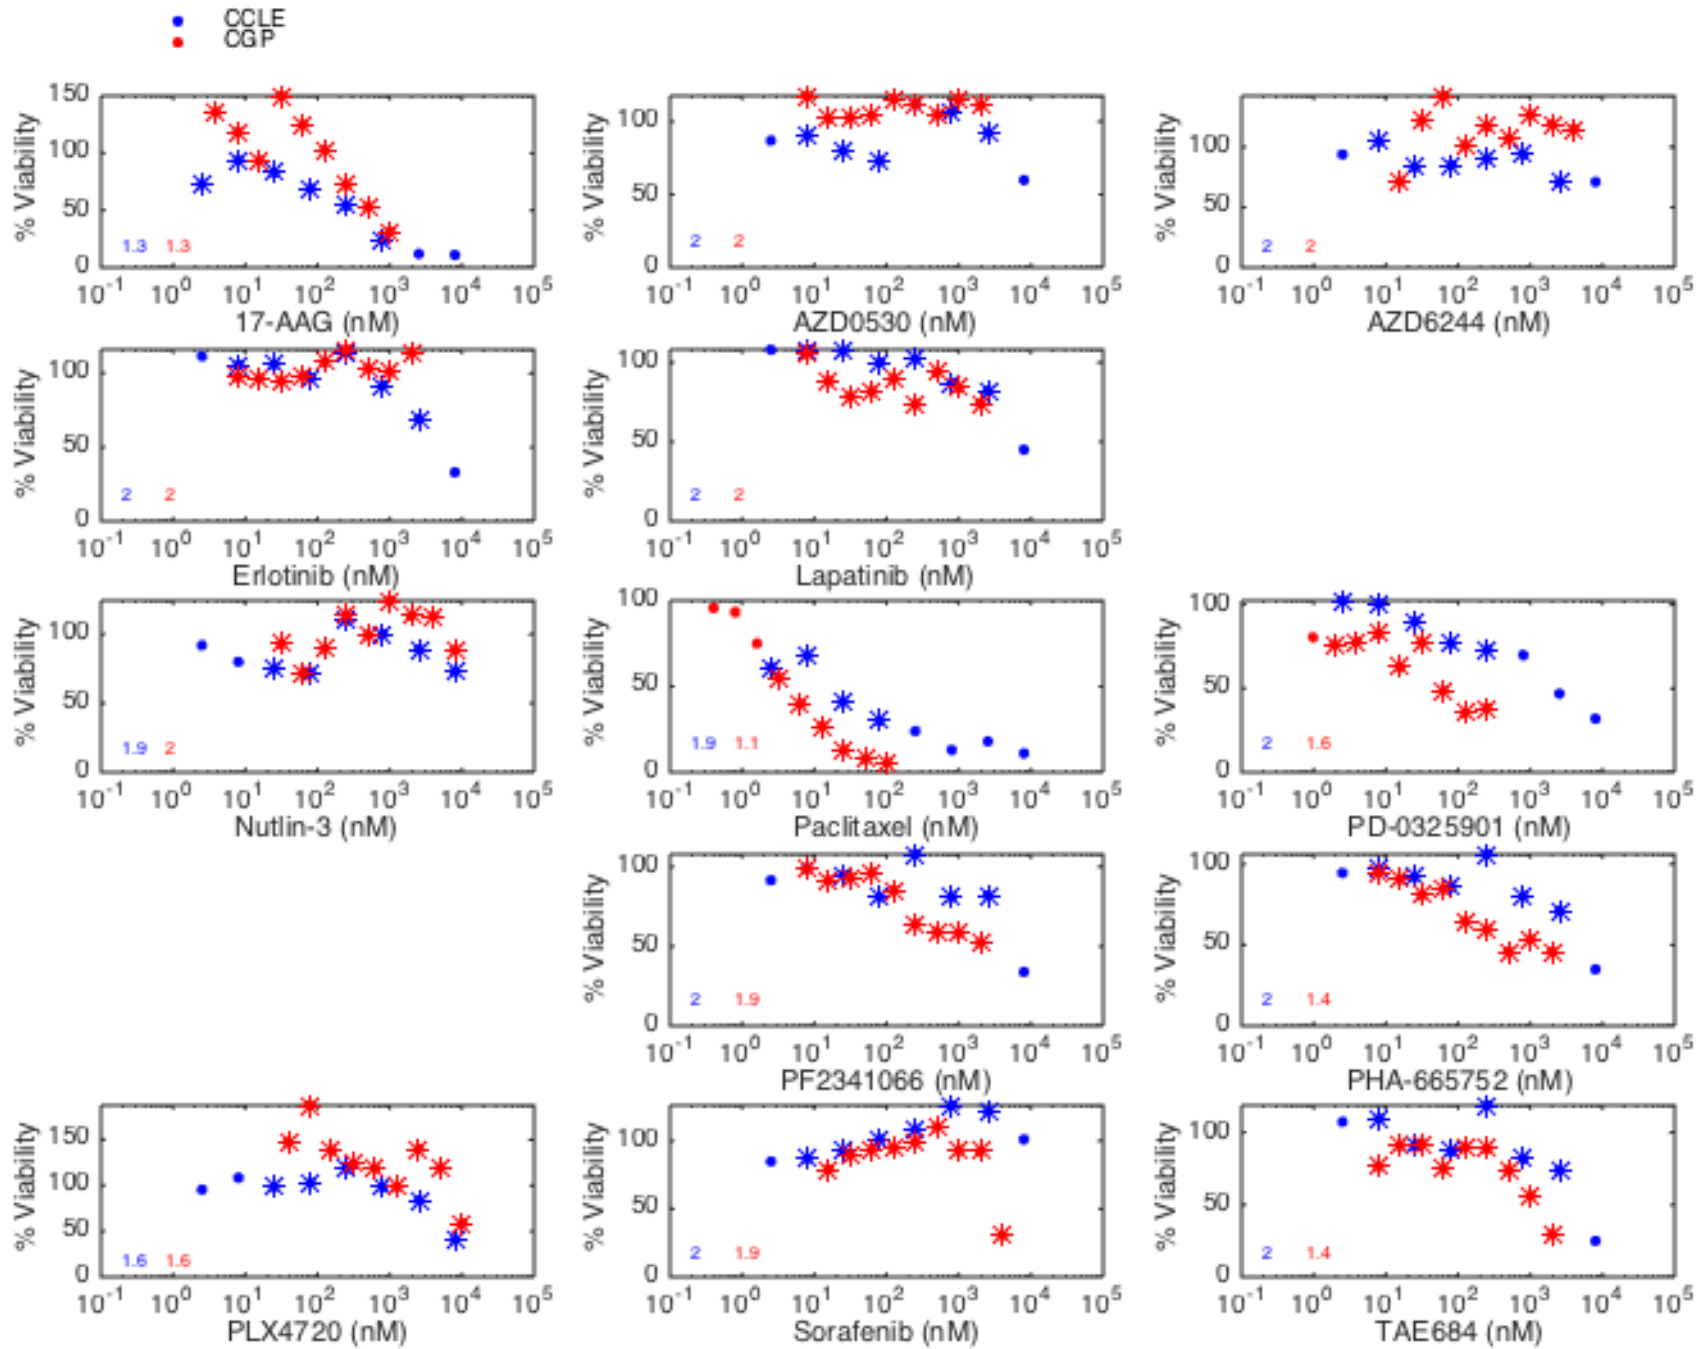 CCLE
CGP
% Viability
150
100
50
0
1.3 1.3
10^-1 10^0 10^1 10^2 10^3 10^4 10^5
17-AAG (nM)
% Viability
100
50
0
2 2
10^-1 10^0 10^1 10^2 10^3 10^4 10^5
AZD0530 (nM)
% Viability
100
50
0
2 2
10^-1 10^0 10^1 10^2 10^3 10^4 10^5
AZD6244 (nM)
% Viability
100
50
0
2 2
10^-1 10^0 10^1 10^2 10^3 10^4 10^5
Erlotinib (nM)
% Viability
100
50
0
2 2
10^-1 10^0 10^1 10^2 10^3 10^4 10^5
Lapatinib (nM)
% Viability
100
50
0
1.9 2
10^-1 10^0 10^1 10^2 10^3 10^4 10^5
Nutlin-3 (nM)
% Viability
100
50
0
1.9 1.1
10^-1 10^0 10^1 10^2 10^3 10^4 10^5
Paclitaxel (nM)
% Viability
100
50
0
2 1.6
10^-1 10^0 10^1 10^2 10^3 10^4 10^5
PD-0325901 (nM)
% Viability
100
50
0
2 1.9
10^-1 10^0 10^1 10^2 10^3 10^4 10^5
PF2341066 (nM)
% Viability
100
50
0
2 1.4
10^-1 10^0 10^1 10^2 10^3 10^4 10^5
PHA-665752 (nM)
% Viability
150
100
50
0
1.6 1.6
10^-1 10^0 10^1 10^2 10^3 10^4 10^5
PLX4720 (nM)
% Viability
100
50
0
2 1.9
10^-1 10^0 10^1 10^2 10^3 10^4 10^5
Sorafenib (nM)
% Viability
100
50
0
2 1.4
10^-1 10^0 10^1 10^2 10^3 10^4 10^5
TAE684 (nM)